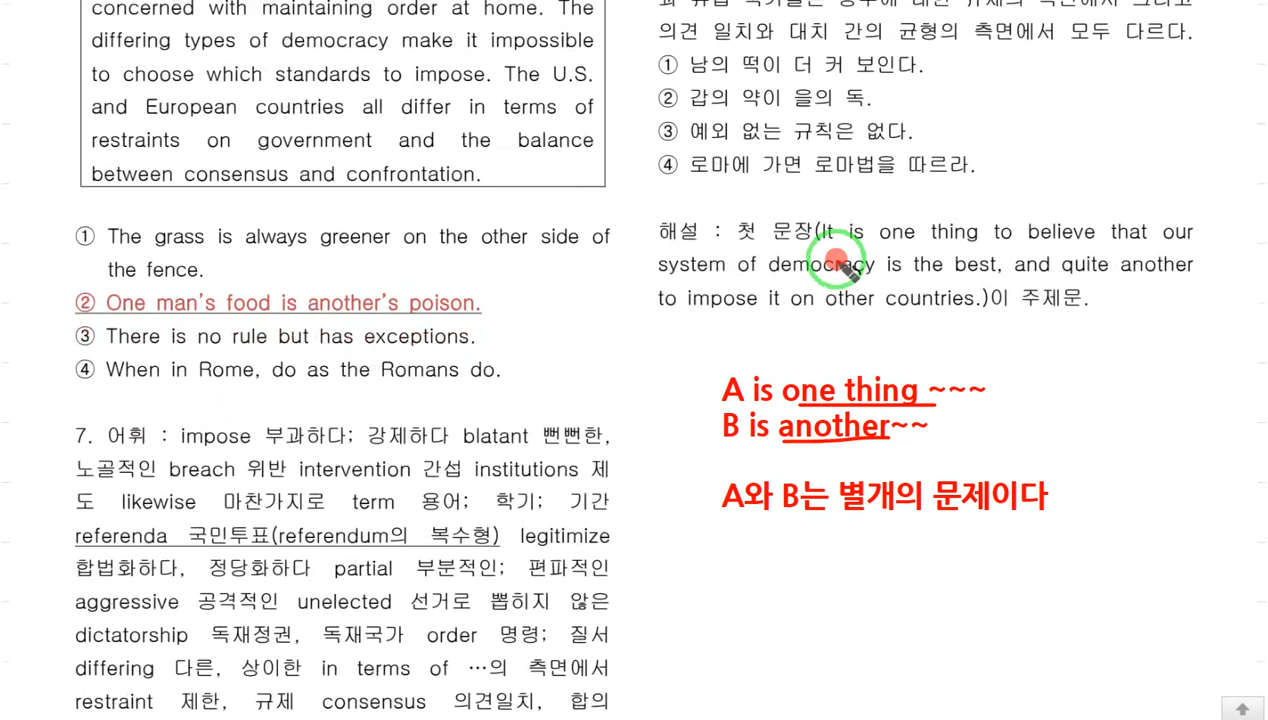 concerned with maintaining order at home. The
differing types of democracy make it impossible
to choose which standards to impose. The U.S.
and European countries all differ in terms of
restraints on government and the balance
between consensus and confrontation.
① The grass is always greener on the other side of
the fence.
② One man's food is another's poison.
③ There is no rule but has exceptions.
④ When in Rome, do as the Romans do.
7. 어휘 : impose 부과하다; 강제하다 blatant 뻔뻔한,
노골적인 breach 위반 intervention 간섭 institutions 제
도 likewise 마찬가지로 term 용어; 학기; 기간
referenda 국민투표(referendum의 복수형) legitimize
합법화하다, 정당화하다 partial 부분적인; 편파적인
aggressive 공격적인 unelected 선거로 뽑히지 않은
dictatorship 독재정권, 독재국가 order 명령; 질서
differing 다른, 상이한 in terms of …의 측면에서
restraint 제한, 규제 consensus 의견일치, 합의
의견 일치와 대치 간의 균형의 측면에서 모두 다르다.
① 남의 떡이 더 커 보인다.
② 갑의 약이 을의 독.
③ 예외 없는 규칙은 없다.
④ 로마에 가면 로마법을 따르라.
해설 : 첫 문장(It is one thing to believe that our
system of democracy is the best, and quite another
to impose it on other countries.)이 주제문.
A is one thing ~~~
B is another~~
A와 B는 별개의 문제이다